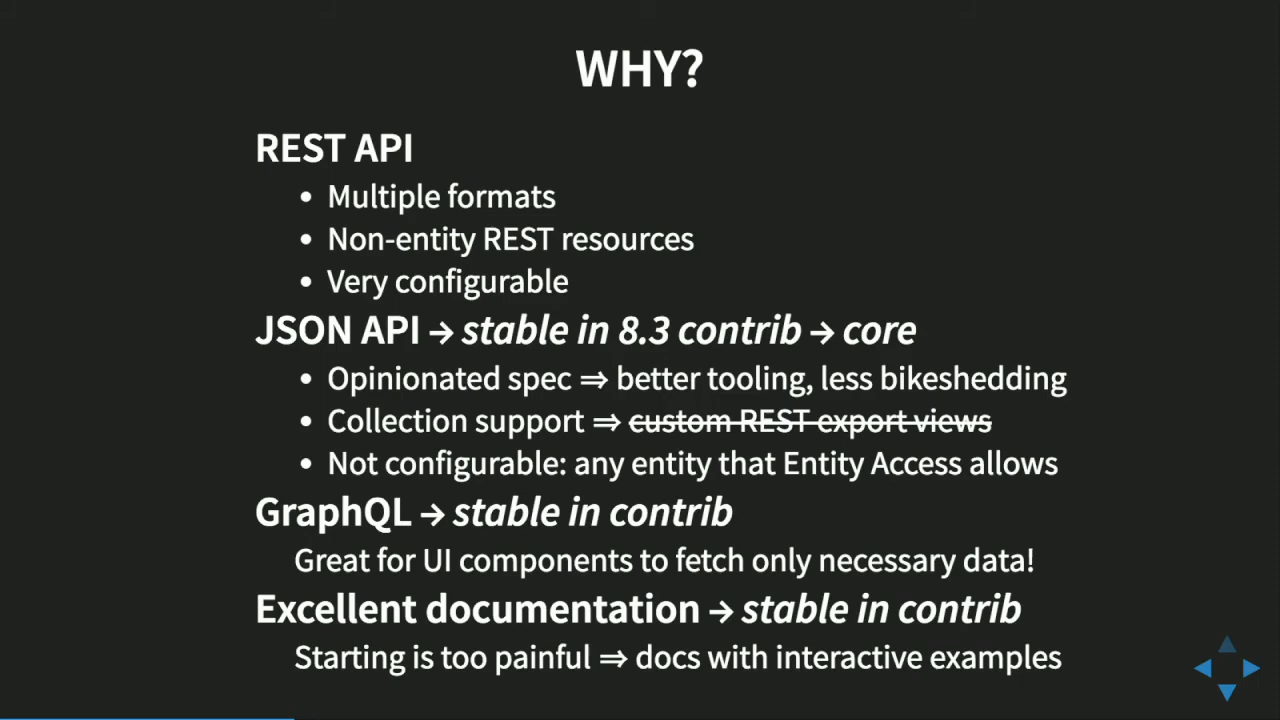 WHY?
REST API
• Multiple formats
• Non-entity REST resources
• Very configurable
JSON API → stable in 8.3 contrib → core
• Opinionated spec ⇒ better tooling, less bikeshedding
• Collection support ⇒ custom REST export views
• Not configurable: any entity that Entity Access allows
GraphQL → stable in contrib
Great for UI components to fetch only necessary data!
Excellent documentation → stable in contrib
Starting is too painful ⇒ docs with interactive examples